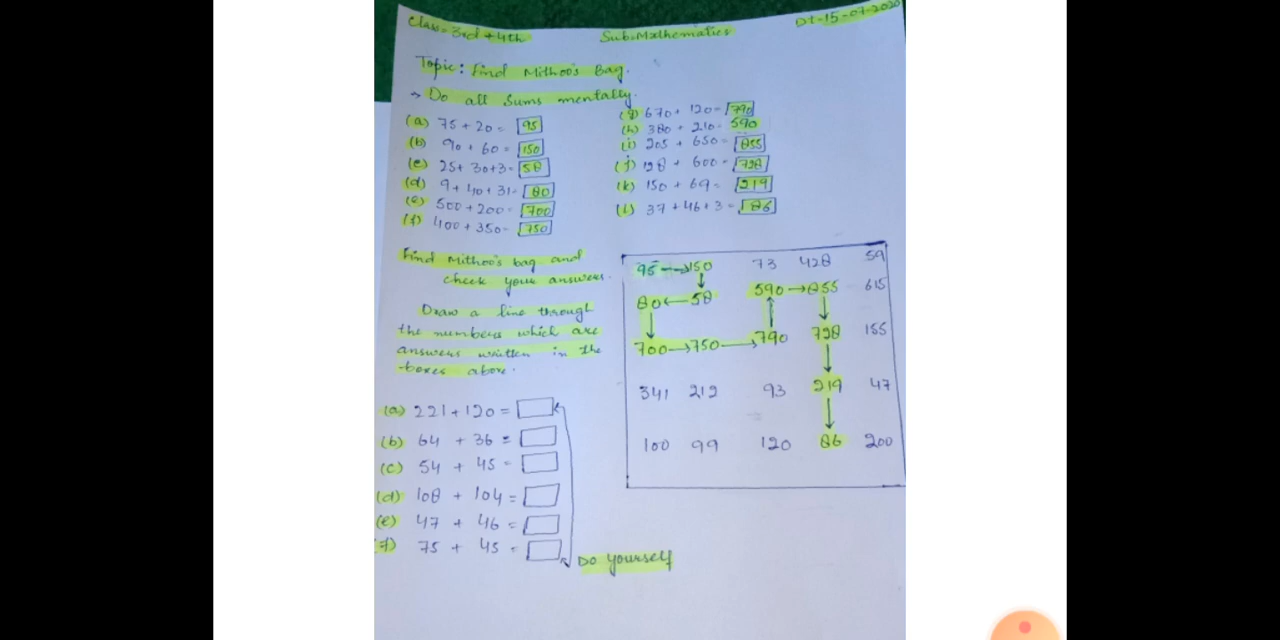 Class= 3rd + 4th Sub=Mathematics Dt-15-07-2020
Topic: Find Mithoo's Bag.
→ Do all Sums mentally.
(a) 75 + 20 = 95
(b) 90 + 60 = 150
(c) 25 + 30 + 3 = 58
(d) 9 + 40 + 31 = 80
(e) 500 + 200 = 700
(f) 400 + 350 = 750
(g) 670 + 120 = 790
(h) 380 + 210 = 590
(i) 205 + 650 = 855
(j) 128 + 600 = 728
(k) 150 + 69 = 219
(l) 37 + 46 + 3 = 86
Find Mithoo's bag and
check your answers.
Draw a line through
the numbers which are
answers written in the
boxes above.
95 → 150 73 428 59
80 ← 58 590 → 855 615
700 → 750 → 790 728 155
341 212 93 219 47
100 99 120 86 200
(a) 221 + 120 =
(b) 64 + 36 =
(c) 54 + 45 =
(d) 108 + 104 =
(e) 47 + 46 =
(f) 75 + 45 =
Do yourself